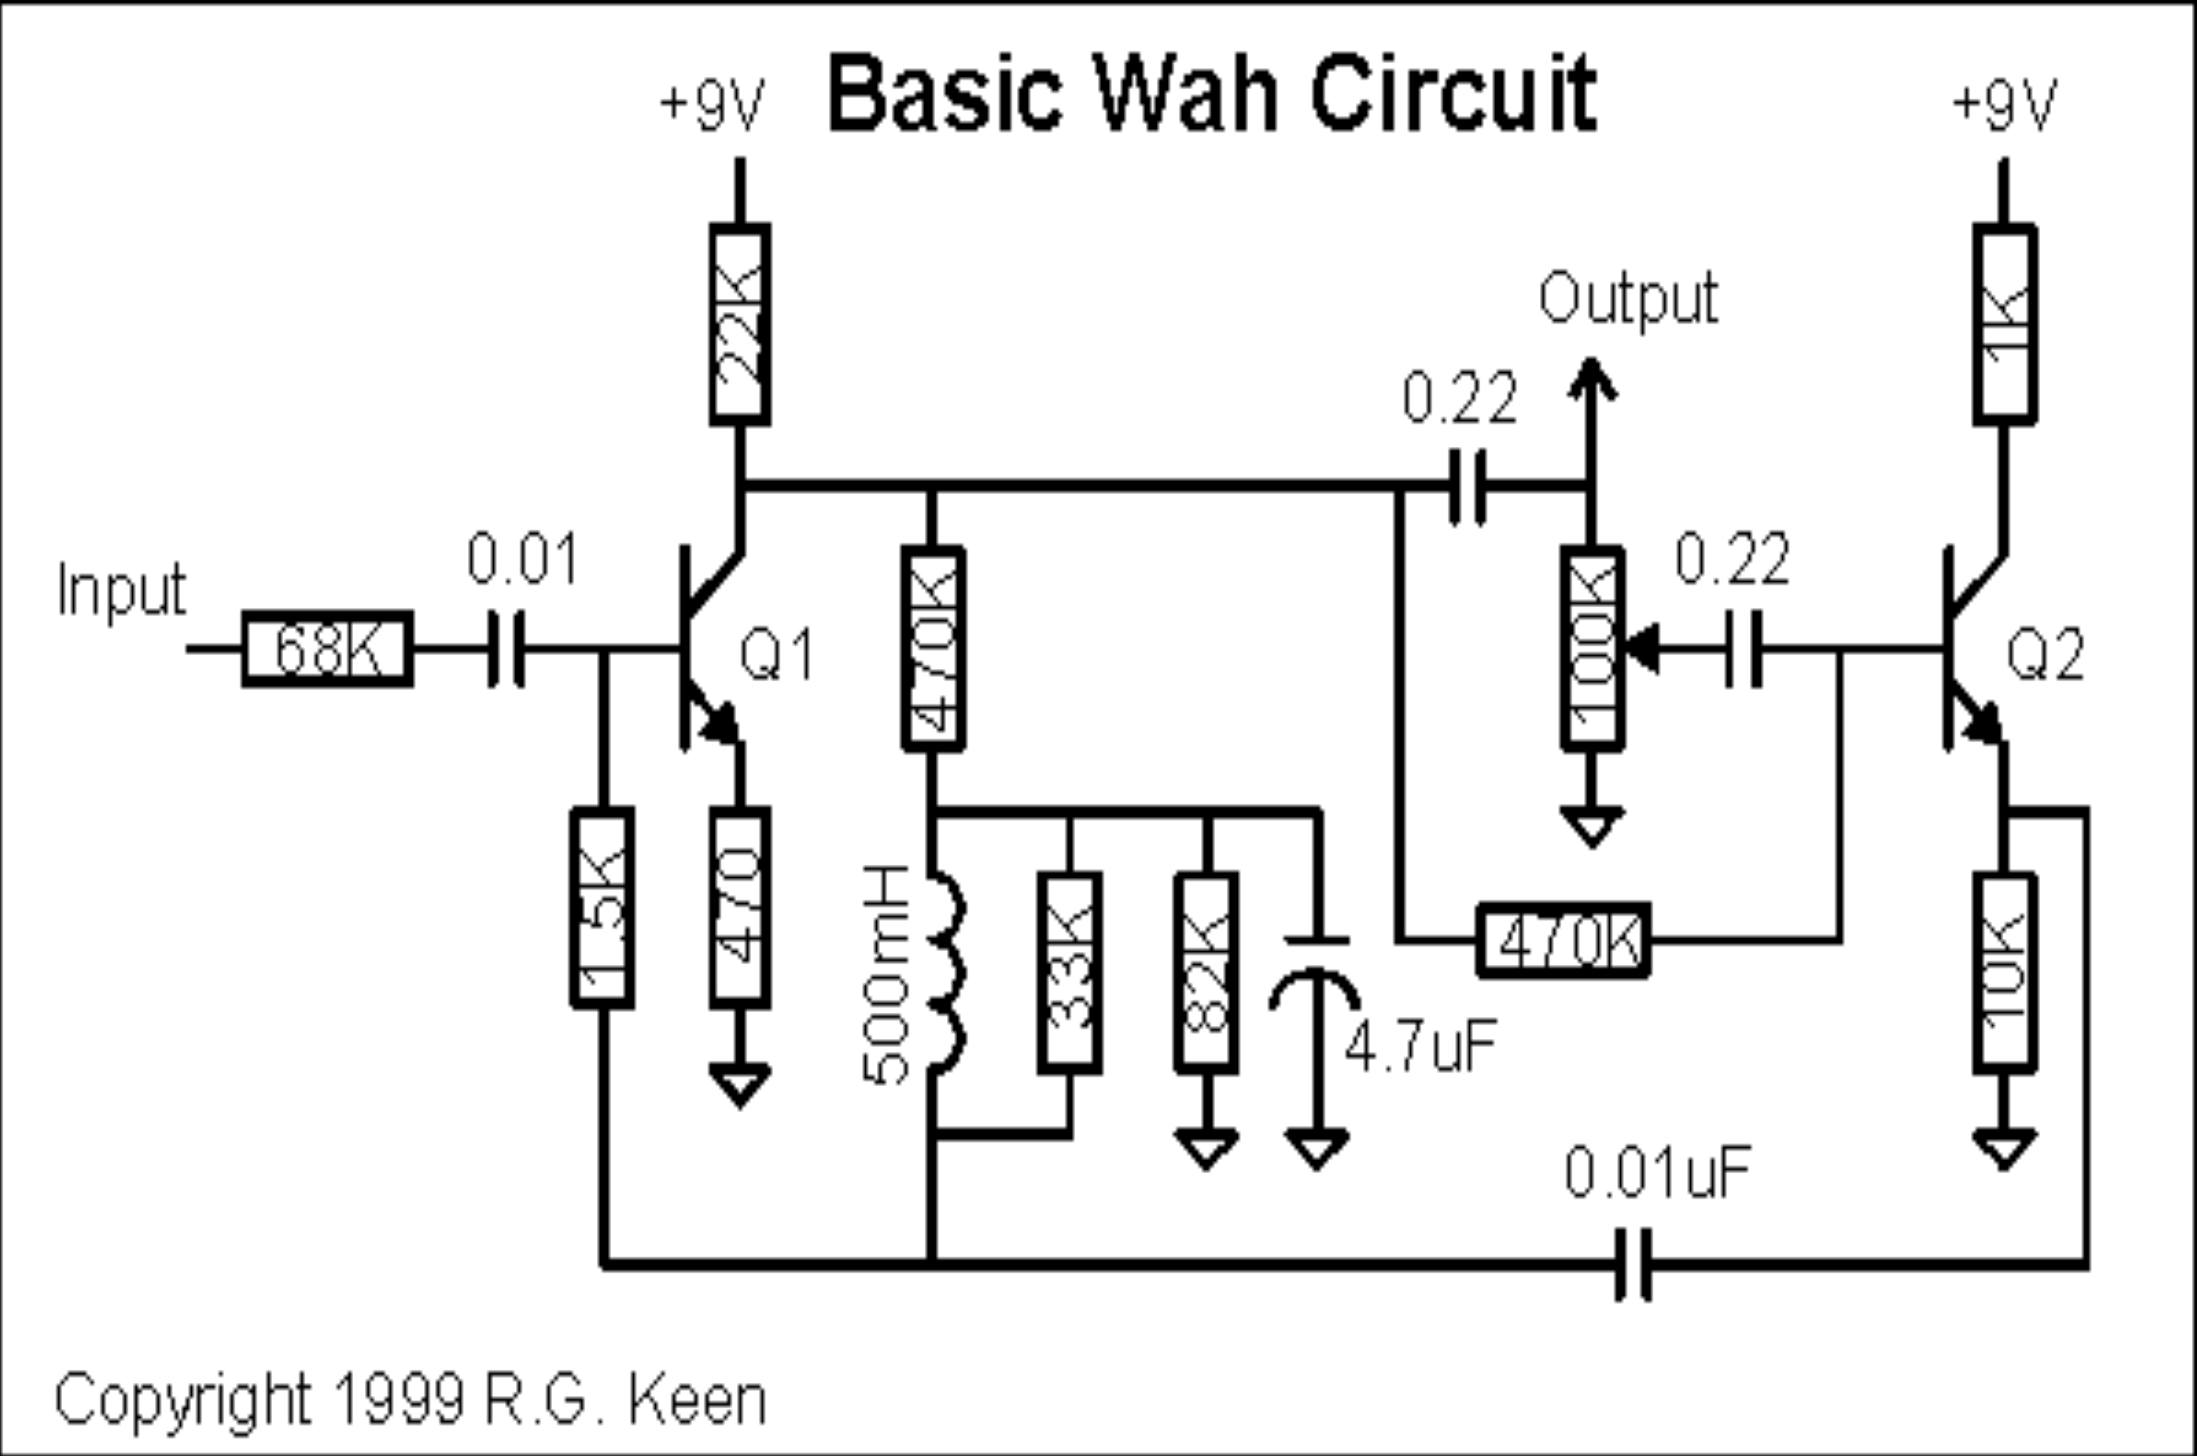 Basic Wah Circuit
+9V
+9V
22K
1K
Output
0.22
Input
0.01
0.22
68K
Q1
470K
100K
Q2
1.5K
470
500mH
33K
82K
4.7uF
470K
10K
0.01uF
Copyright 1999 R.G. Keen